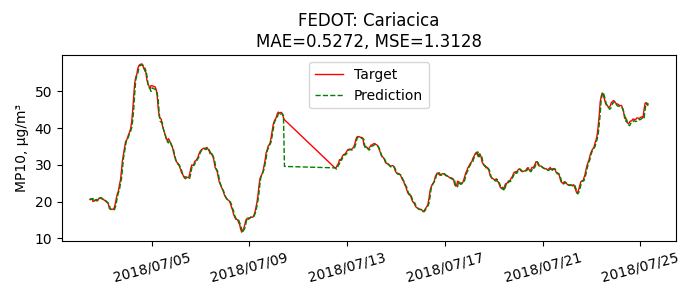 FEDOT: Cariacica
MAE=0.5272, MSE=1.3128
Target
Prediction
MP10, µg/m³
50
40
30
20
10
2018/07/05
2018/07/09
2018/07/13
2018/07/17
2018/07/21
2018/07/25